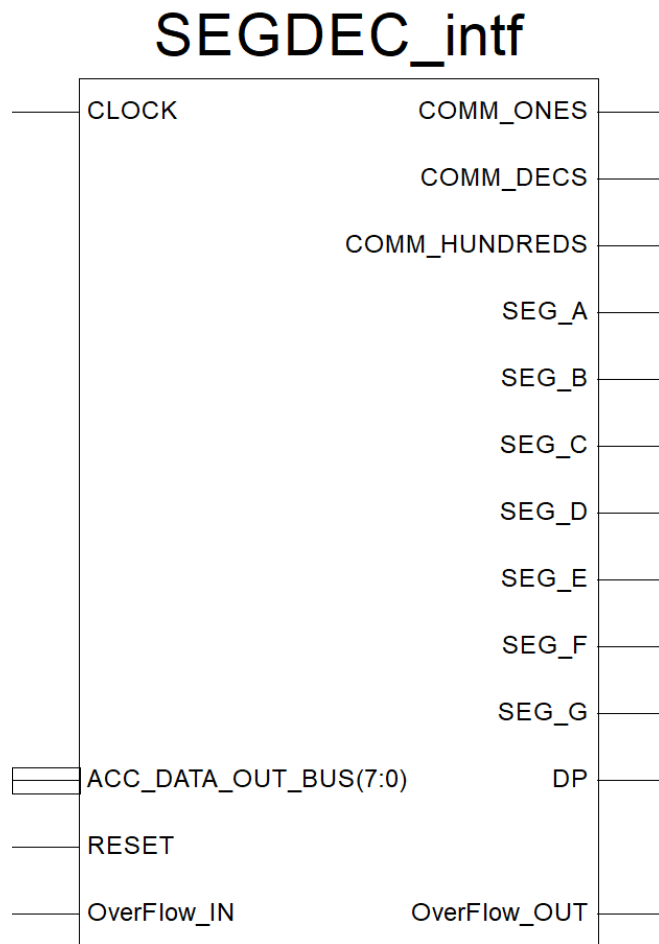 SEGDEC_intf
CLOCK COMM_ONES
COMM_DECS
COMM_HUNDREDS
SEG_A
SEG_B
SEG_C
SEG_D
SEG_E
SEG_F
SEG_G
ACC_DATA_OUT_BUS(7:0) DP
RESET
OverFlow_IN OverFlow_OUT